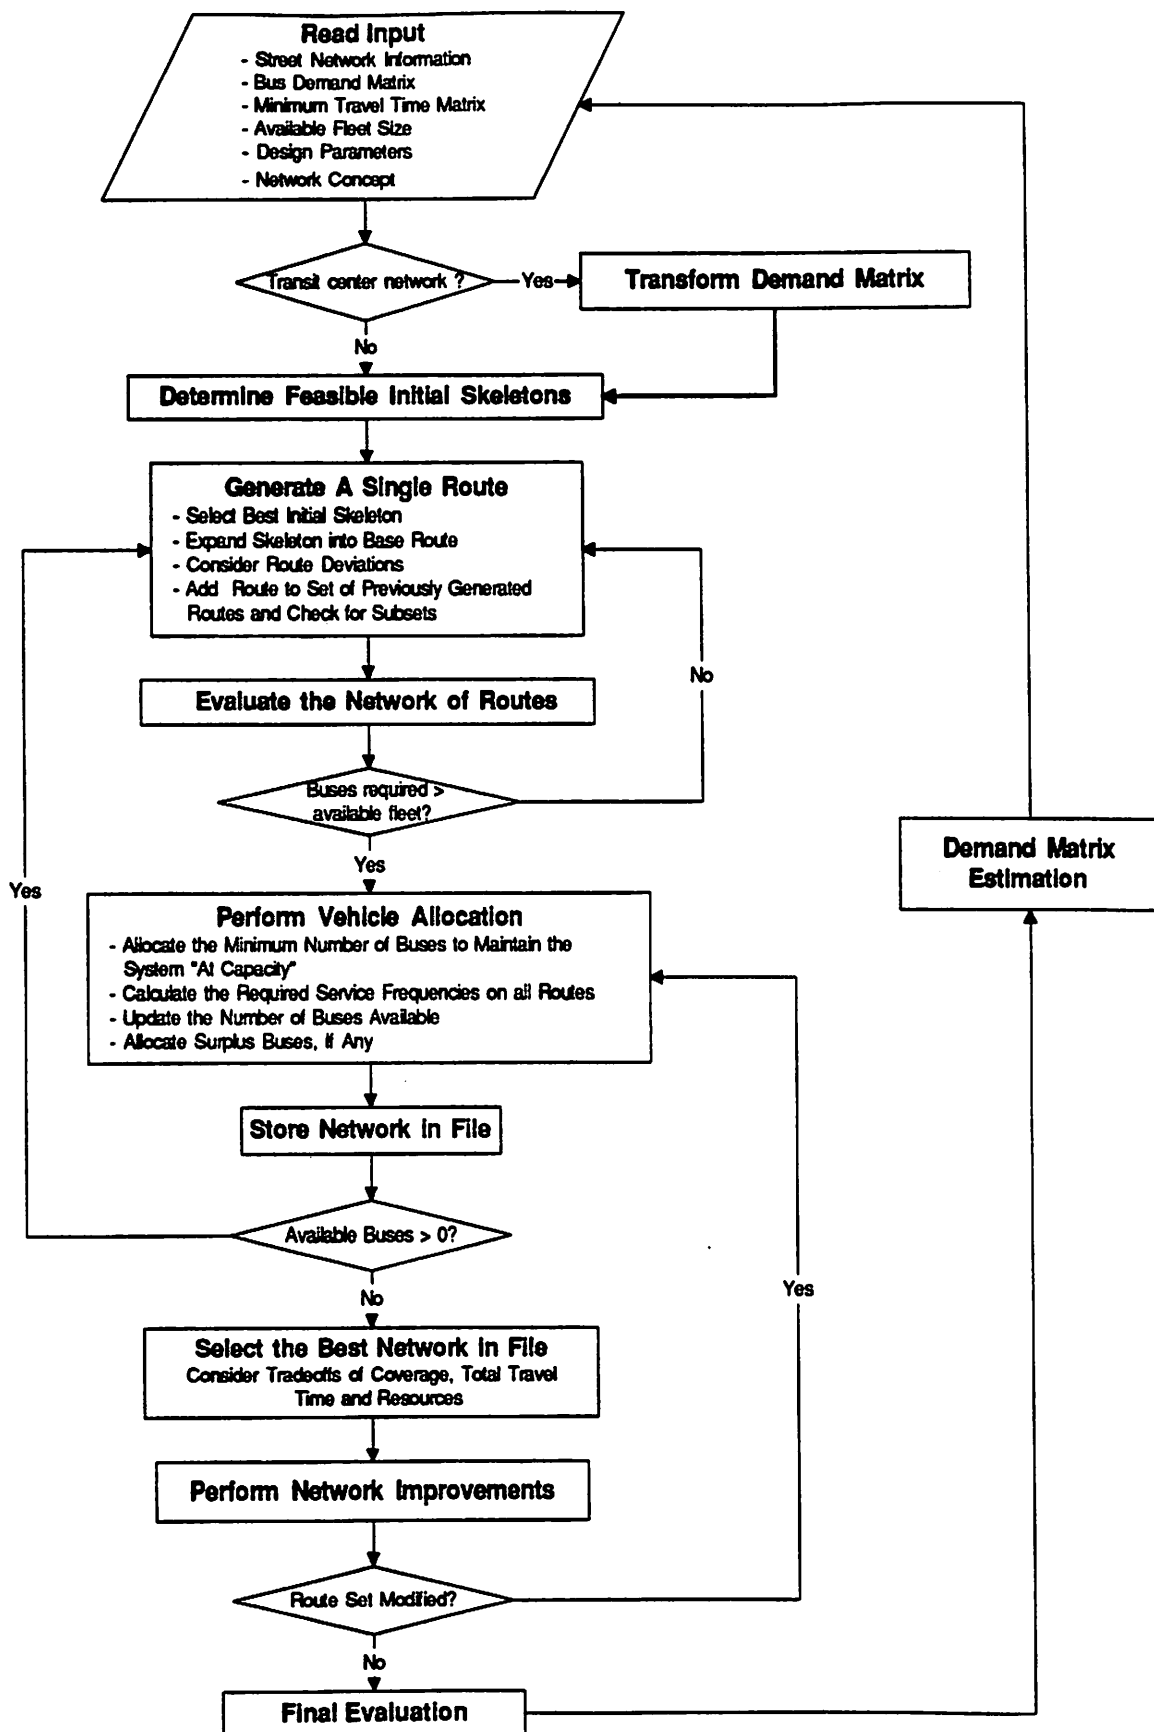 Read Input
- Street Network Information
- Bus Demand Matrix
- Minimum Travel Time Matrix
- Available Fleet Size
- Design Parameters
- Network Concept
Transit center network ?
Yes
Transform Demand Matrix
No
Determine Feasible Initial Skeletons
Generate A Single Route
- Select Best Initial Skeleton
- Expand Skeleton into Base Route
- Consider Route Deviations
- Add Route to Set of Previously Generated
Routes and Check for Subsets
No
Evaluate the Network of Routes
Buses required >
available fleet?
Yes
Yes
Demand Matrix
Estimation
Perform Vehicle Allocation
- Allocate the Minimum Number of Buses to Maintain the
System "At Capacity"
- Calculate the Required Service Frequencies on all Routes
- Update the Number of Buses Available
- Allocate Surplus Buses, If Any
Store Network in File
Available Buses > 0?
Yes
No
Select the Best Network in File
Consider Tradeoffs of Coverage, Total Travel
Time and Resources
Perform Network Improvements
Route Set Modified?
No
Final Evaluation